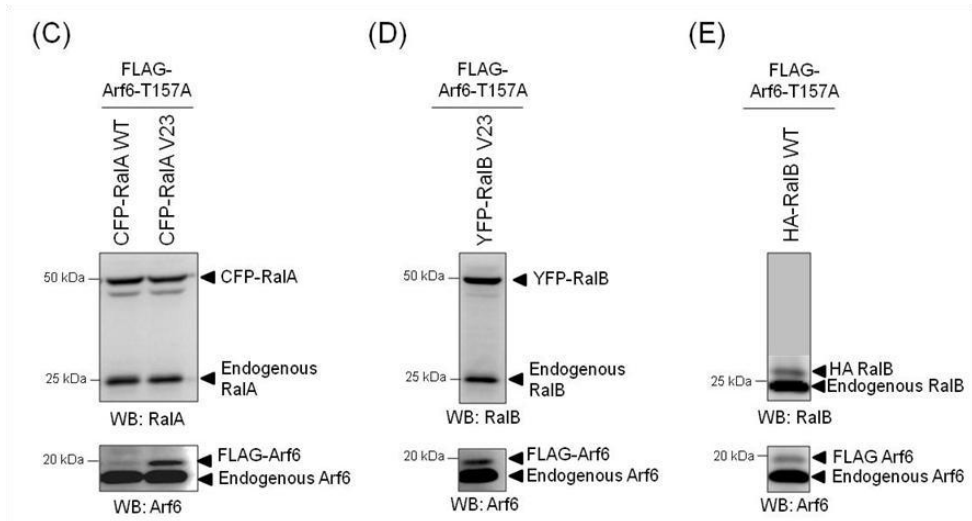 (C)
FLAG-
Arf6-T157A
CFP-RalA WT
CFP-RalA V23
50 kDa
CFP-RalA
25 kDa
Endogenous
RalA
WB: RalA
20 kDa
FLAG-Arf6
Endogenous Arf6
WB: Arf6
(D)
FLAG-
Arf6-T157A
YFP-RalB V23
50 kDa
YFP-RalB
25 kDa
Endogenous
RalB
WB: RalB
20 kDa
FLAG-Arf6
Endogenous Arf6
WB: Arf6
(E)
FLAG-
Arf6-T157A
HA-RalB WT
HA RalB
25 kDa
Endogenous RalB
WB: RalB
20 kDa
FLAG Arf6
Endogenous Arf6
WB: Arf6